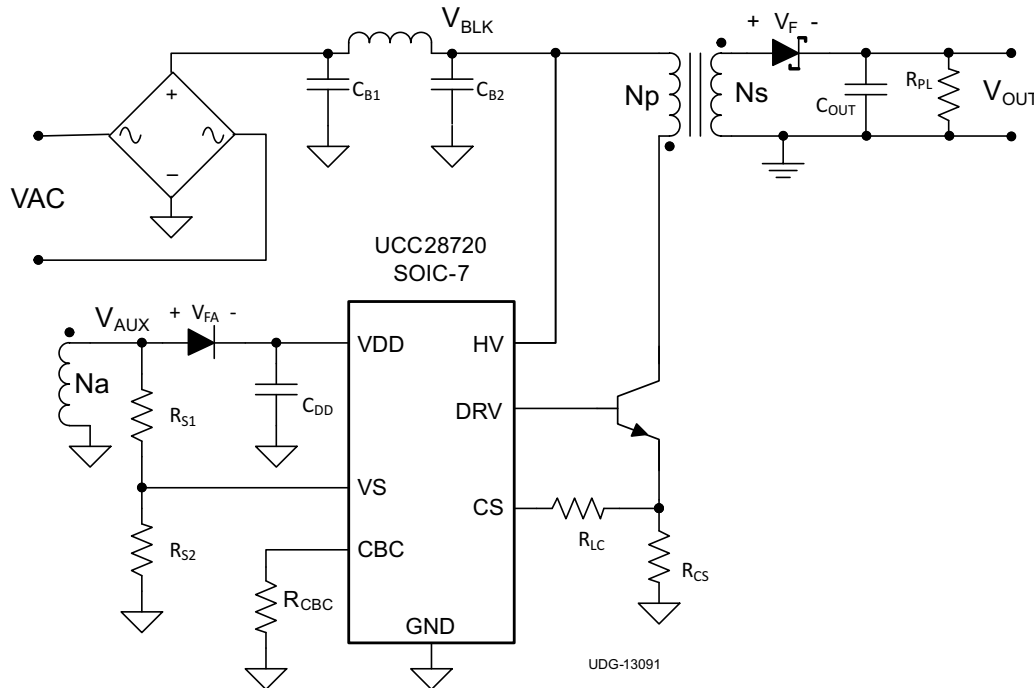 V_BLK
+ V_F -
C_B1
C_B2
Np
Ns
C_OUT
R_PL
V_OUT
+
−
VAC
UCC28720
SOIC-7
V_AUX
+ V_FA -
VDD
HV
Na
R_S1
C_DD
DRV
VS
CS
R_LC
R_S2
CBC
R_CS
R_CBC
GND
UDG-13091